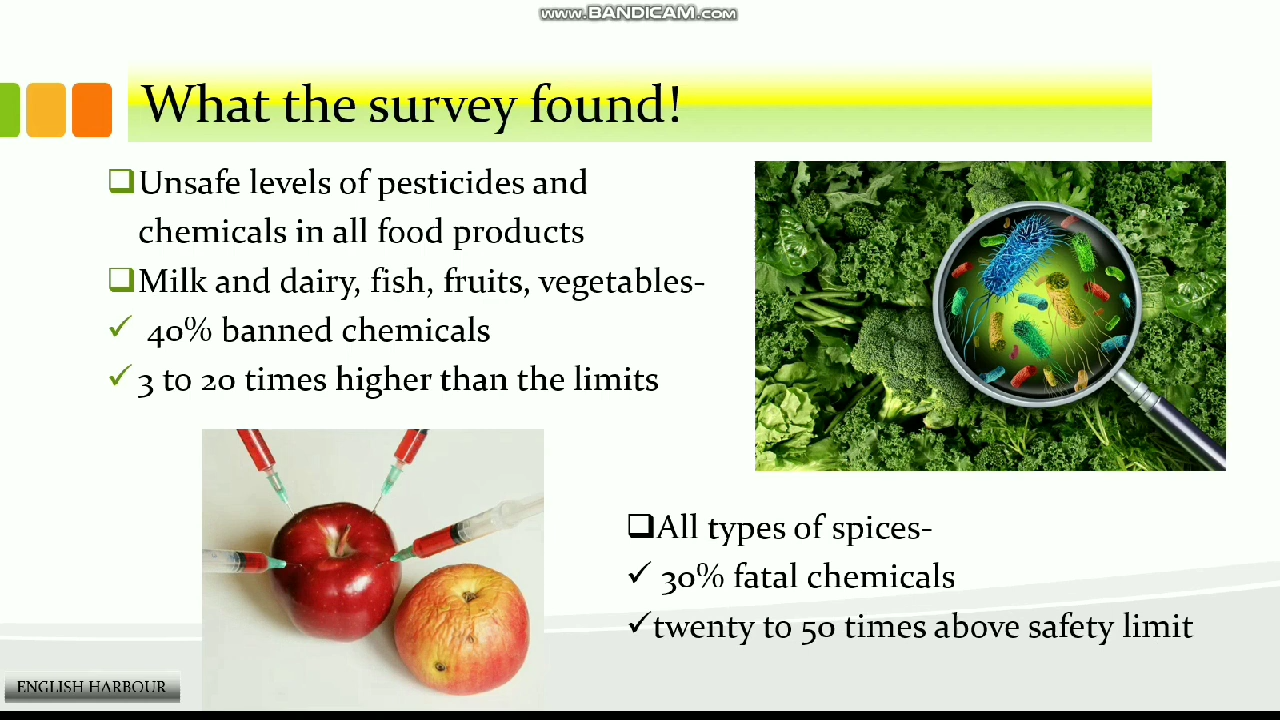 www.BANDICAM.com
What the survey found!
Unsafe levels of pesticides and
chemicals in all food products
Milk and dairy, fish, fruits, vegetables-
40% banned chemicals
3 to 20 times higher than the limits
All types of spices-
30% fatal chemicals
twenty to 50 times above safety limit
ENGLISH HARBOUR